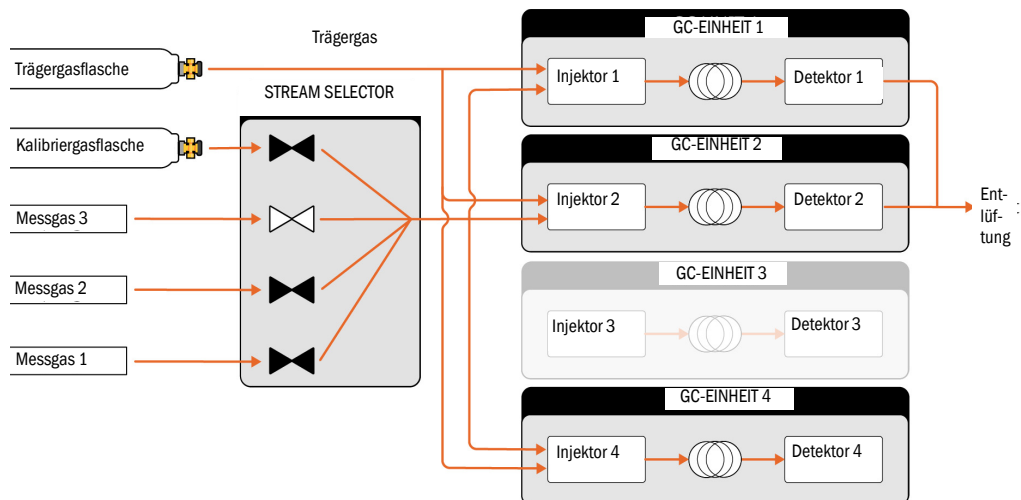 Trägergas
Trägergasflasche
STREAM SELECTOR
Kalibriergasflasche
Messgas 3
Messgas 2
Messgas 1
GC-EINHEIT 1
Injektor 1
Detektor 1
GC-EINHEIT 2
Injektor 2
Detektor 2
GC-EINHEIT 3
Injektor 3
Detektor 3
GC-EINHEIT 4
Injektor 4
Detektor 4
Ent-
lüf-
tung